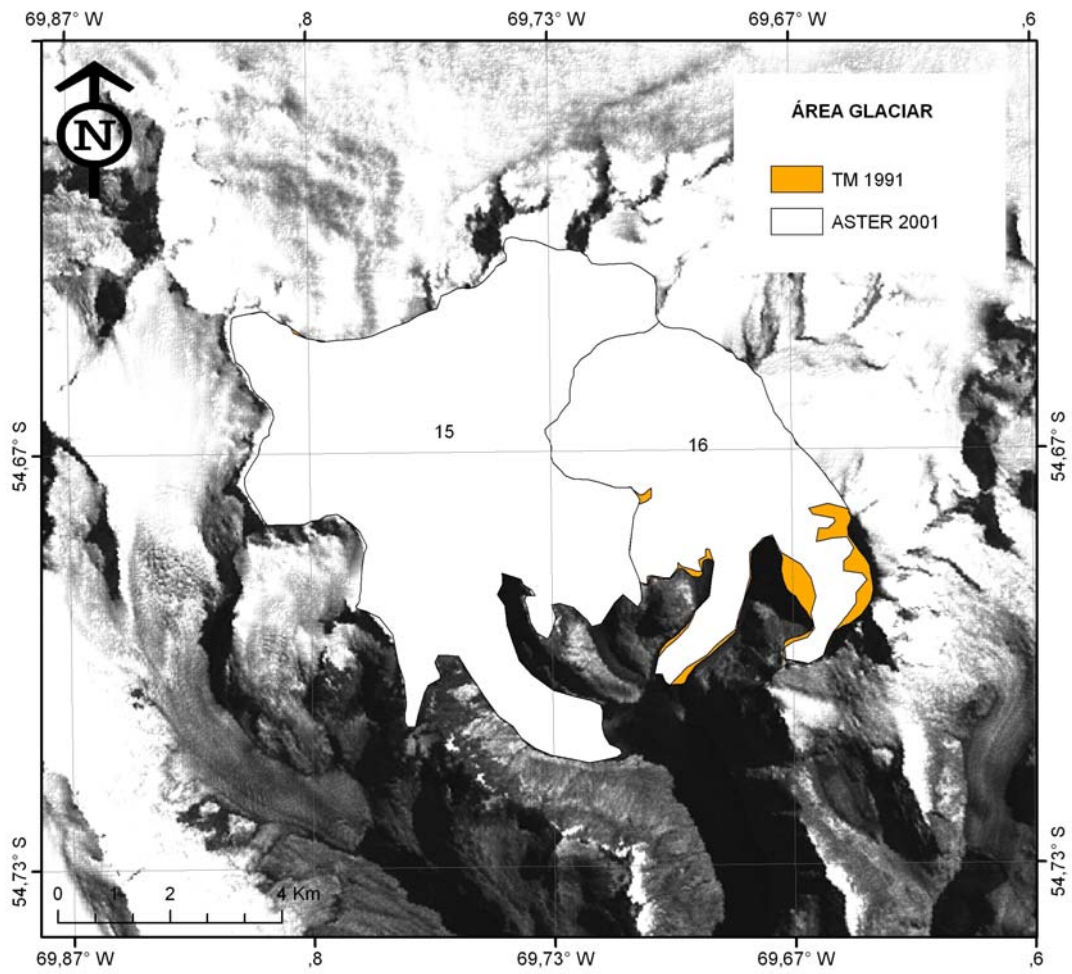 69,87° W ,8 69,73° W 69,67° W ,6
N
ÁREA GLACIAR
TM 1991
ASTER 2001
15
16
54,67° S 54,67° S
54,73° S 54,73° S
0 1 2 4 Km
69,87° W ,8 69,73° W 69,67° W ,6